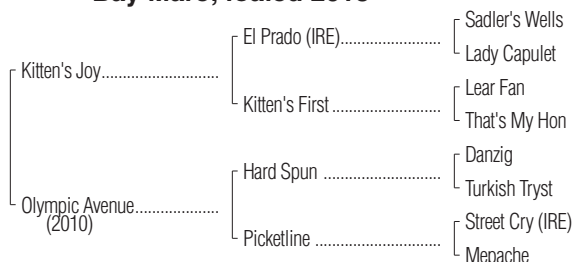 Bay Mare, foaled
Sadler's Wells
El Prado (IRE)
Lady Capulet
Kitten's Joy
Lear Fan
Kitten's First
That's My Hon
Danzig
Hard Spun
Turkish Tryst
Olympic Avenue
(2010)
Street Cry (IRE)
Picketline
Mepache